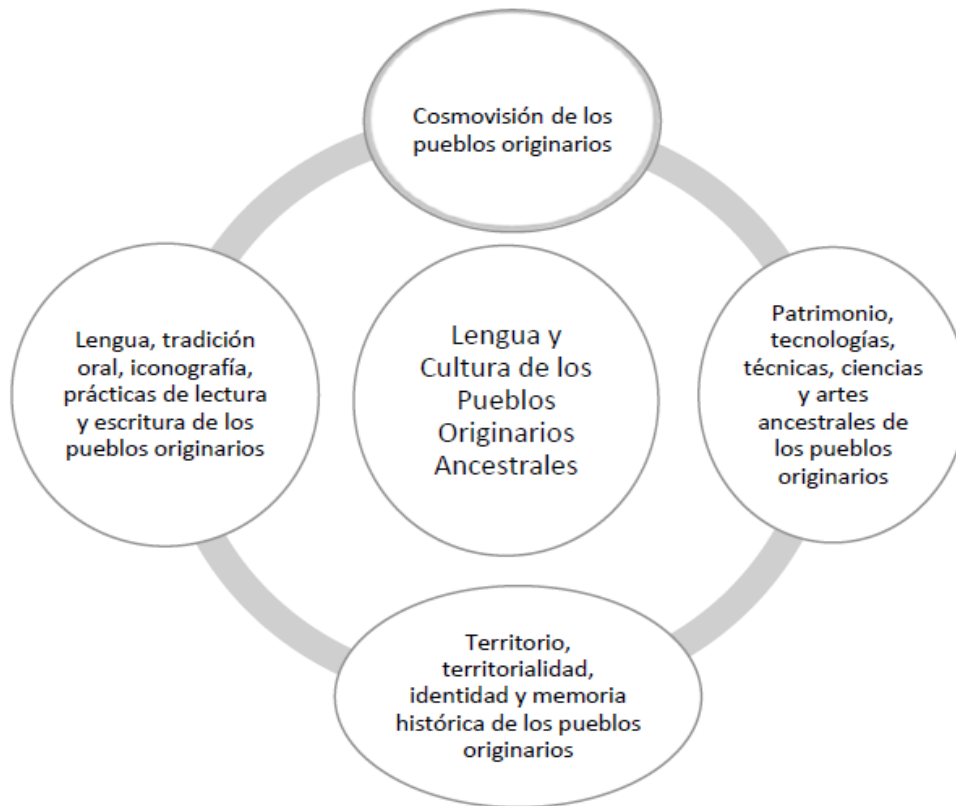 Cosmovisión de los
pueblos originarios
Lengua, tradición
oral, iconografía,
prácticas de lectura
y escritura de los
pueblos originarios
Lengua y
Cultura de los
Pueblos
Originarios
Ancestrales
Patrimonio,
tecnologías,
técnicas, ciencias
y artes
ancestrales de
los pueblos
originarios
Territorio,
territorialidad,
identidad y memoria
histórica de los pueblos
originarios